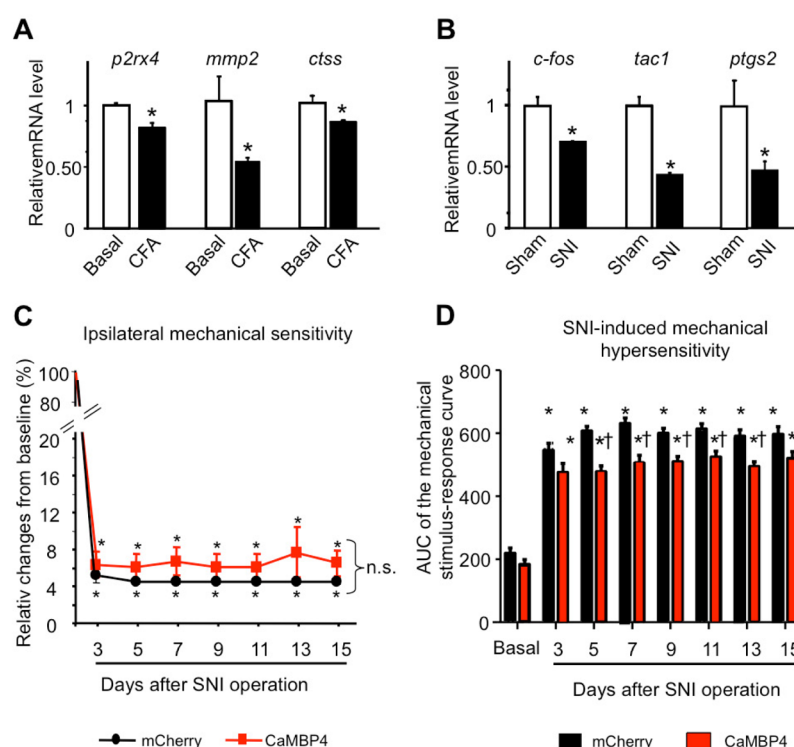 A
p2rx4 mmp2 ctss
RelativemRNA level
1
0.50
0
* * *
Basal CFA Basal CFA Basal CFA
B
c-fos tac1 ptgs2
RelativemRNA level
1
0.50
0
* * *
Sham SNI Sham SNI Sham SNI
C
Ipsilateral mechanical sensitivity
Relativ changes from baseline (%)
100
80
20
16
12
8
4
0
* * * * * * *
n.s.
* * * * * * *
3 5 7 9 11 13 15
Days after SNI operation
mCherry CaMBP4
D
SNI-induced mechanical
hypersensitivity
AUC of the mechanical
stimulus-response curve
800
600
400
200
0
* * * * * * *
* *† *† *† *† *† *
Basal 3 5 7 9 11 13 15
Days after SNI operation
mCherry CaMBP4